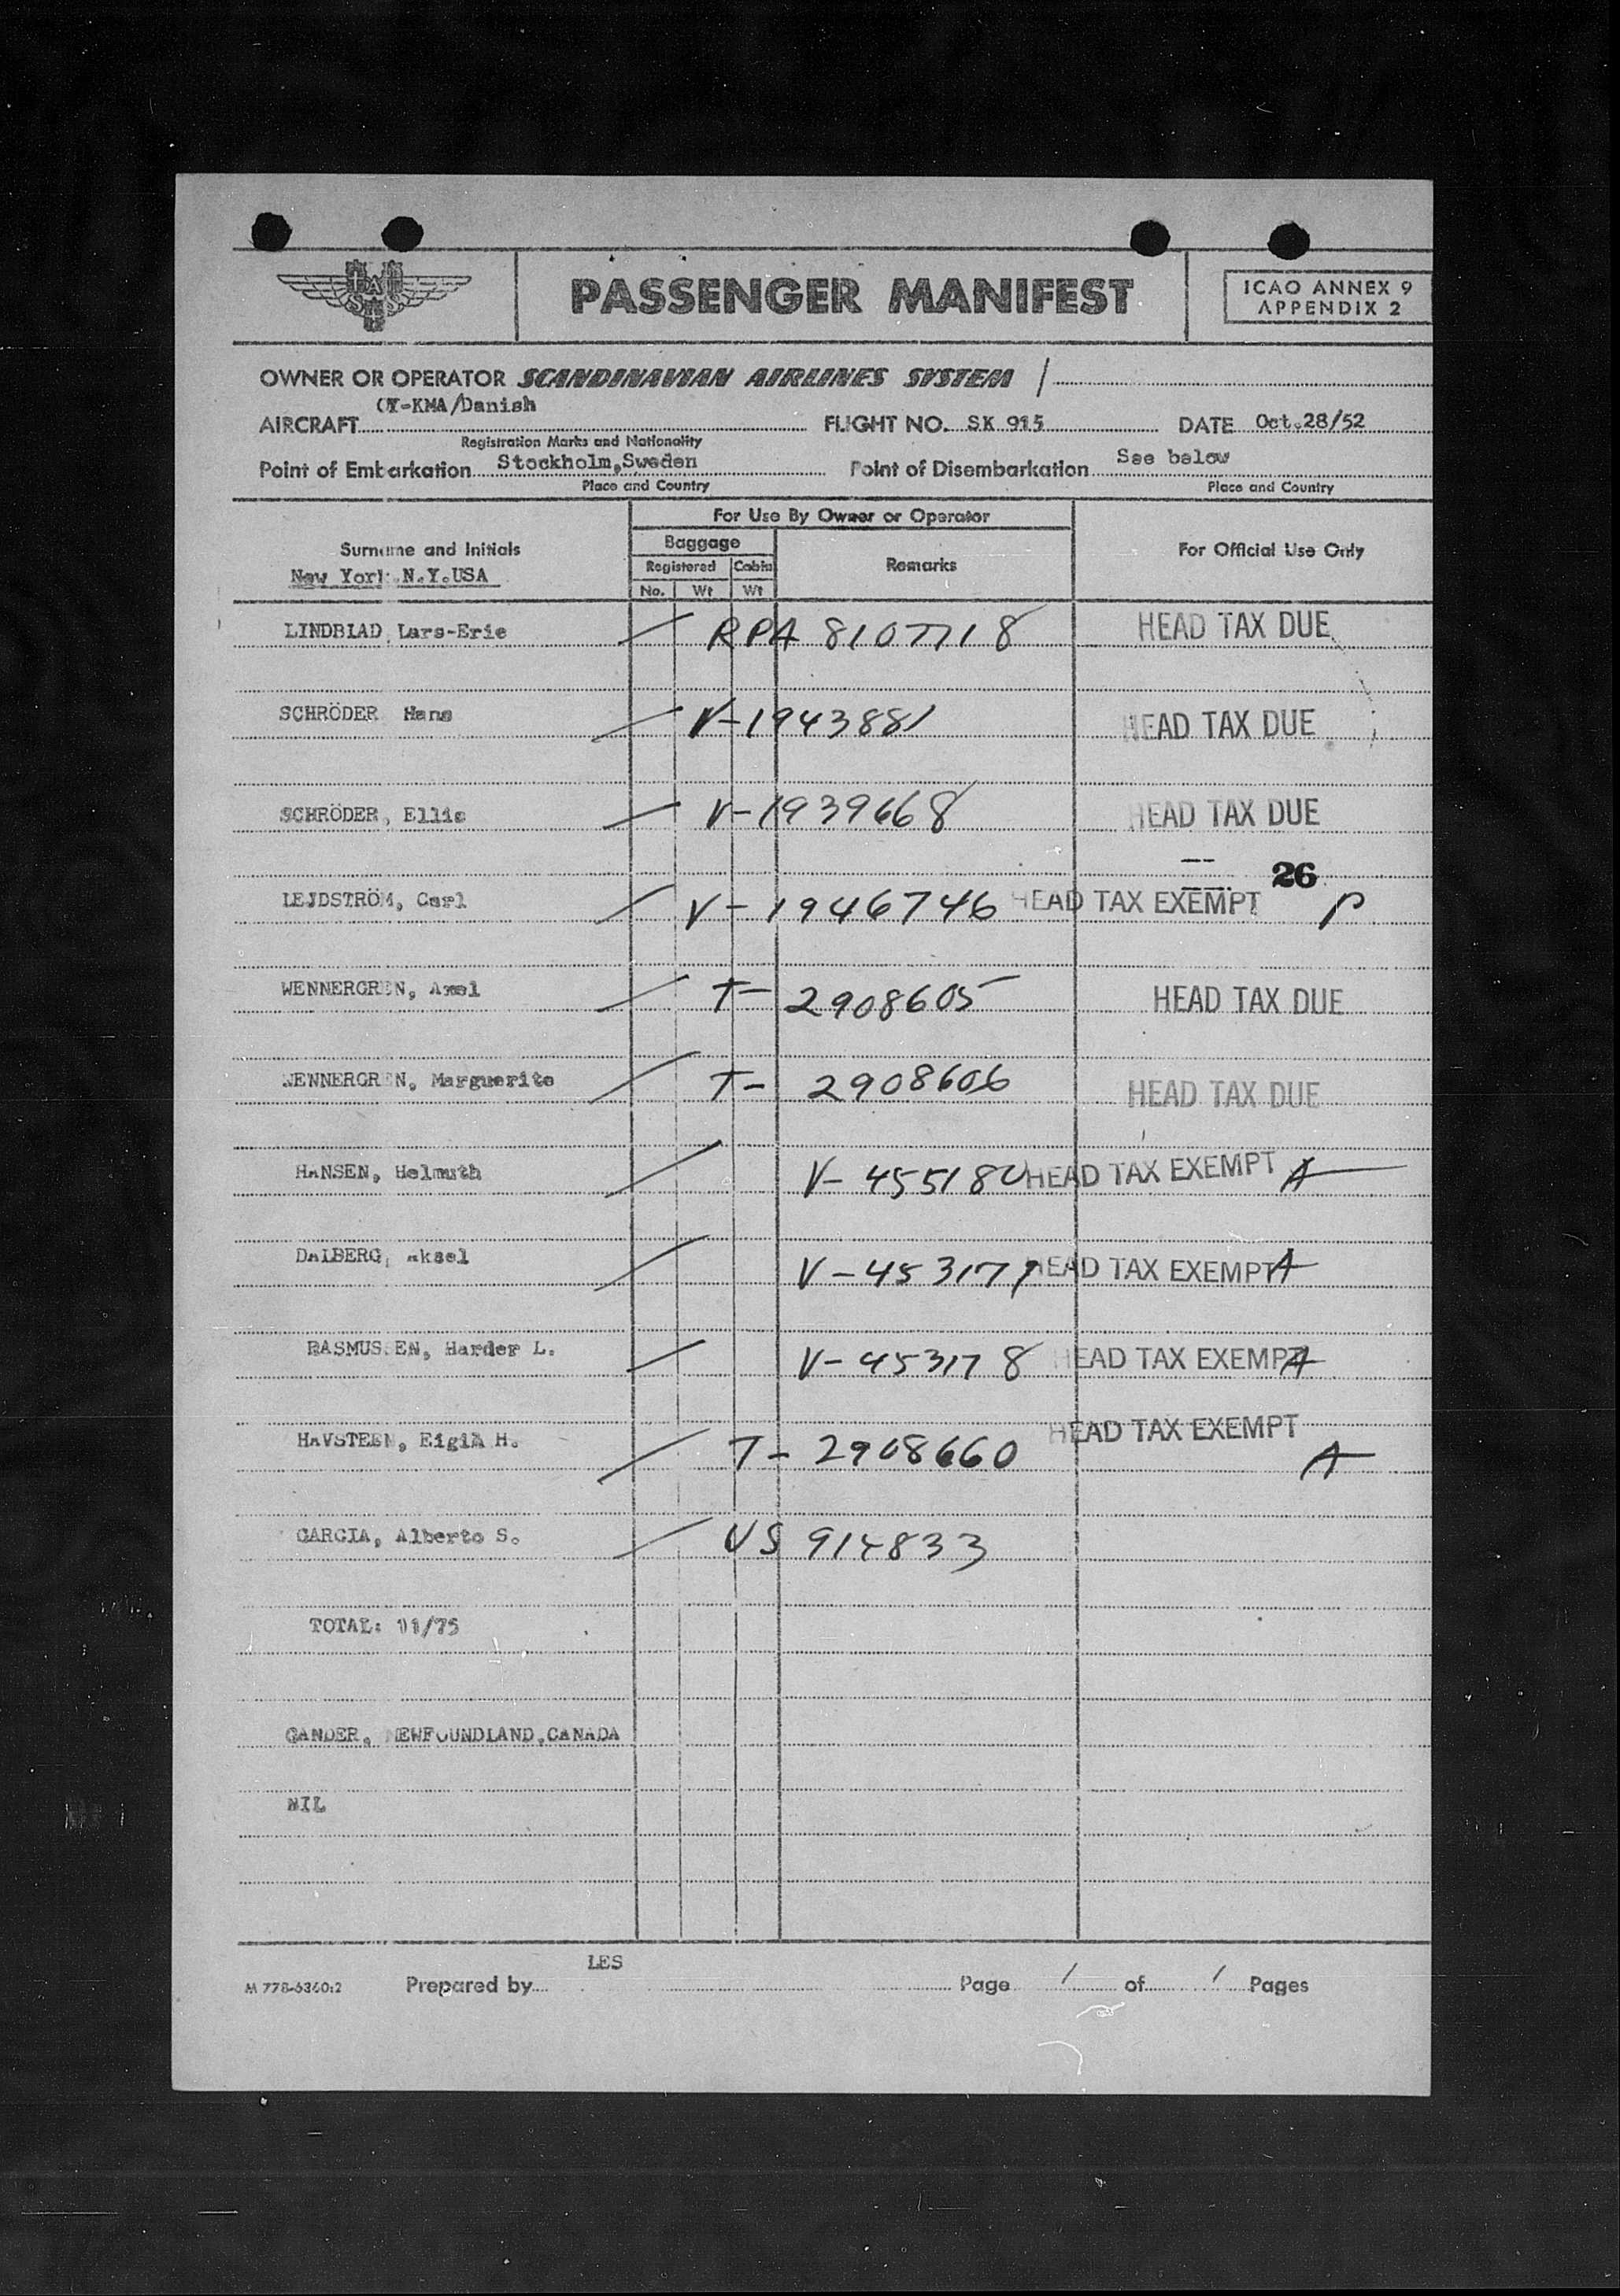 SAS
PASSENGER MANIFEST
ICAO ANNEX 9
APPENDIX 2
OWNER OR OPERATOR SCANDINAVIAN AIRLINES SYSTEM /
AIRCRAFT OY-KMA/Danish FLIGHT NO. SK 915 DATE Oct.28/52
Registration Marks and Nationality
Point of Embarkation Stockholm,Sweden Point of Disembarkation See below
Place and Country Place and Country
For Use By Owner or Operator
Surname and Initials Baggage Remarks For Official Use Only
New York N.Y.USA Registered Cabin
No. Wt Wt
LINDBLAD, Lars-Eric RPA 8107718 HEAD TAX DUE
SCHRÖDER Hans V-1943881 HEAD TAX DUE
SCHRÖDER, Ellis V-1939668 HEAD TAX DUE
26
LEJDSTRÖM, Carl V-1946746 HEAD TAX EXEMPT P
WENNERGREN, Axel T-2908605 HEAD TAX DUE
WENNERGREN, Marguerite T-2908606 HEAD TAX DUE
HANSEN, Helmuth V-455180 HEAD TAX EXEMPT A
DALBERG, Aksel V-453177 HEAD TAX EXEMPT A
RASMUSSEN, Harder L. V-453178 HEAD TAX EXEMPT A
HAVSTEEN, Eigil H. T-2908660 HEAD TAX EXEMPT A
GARCIA, Alberto S. US 914833
TOTAL: 11/75
GANDER, NEWFOUNDLAND,CANADA
NIL
LES
M 778-6360:2 Prepared by Page 1 of 1 Pages